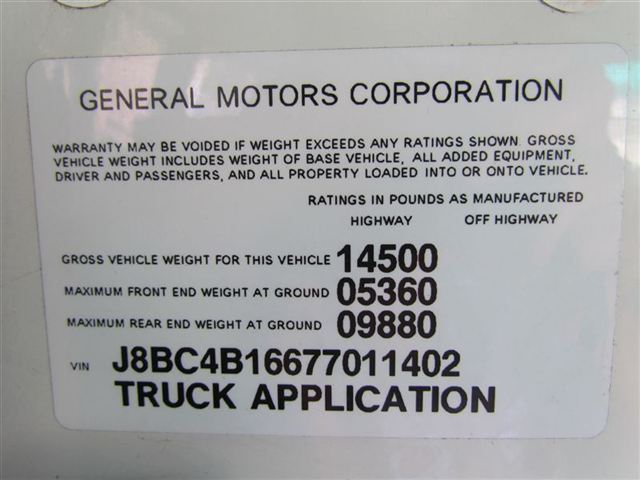 GENERAL MOTORS CORPORATION
WARRANTY MAY BE VOIDED IF WEIGHT EXCEEDS ANY RATINGS SHOWN. GROSS
VEHICLE WEIGHT INCLUDES WEIGHT OF BASE VEHICLE, ALL ADDED EQUIPMENT,
DRIVER AND PASSENGERS, AND ALL PROPERTY LOADED INTO OR ONTO VEHICLE.
RATINGS IN POUNDS AS MANUFACTURED
HIGHWAY OFF HIGHWAY
GROSS VEHICLE WEIGHT FOR THIS VEHICLE 14500
MAXIMUM FRONT END WEIGHT AT GROUND 05360
MAXIMUM REAR END WEIGHT AT GROUND 09880
VIN J8BC4B16677011402
TRUCK APPLICATION